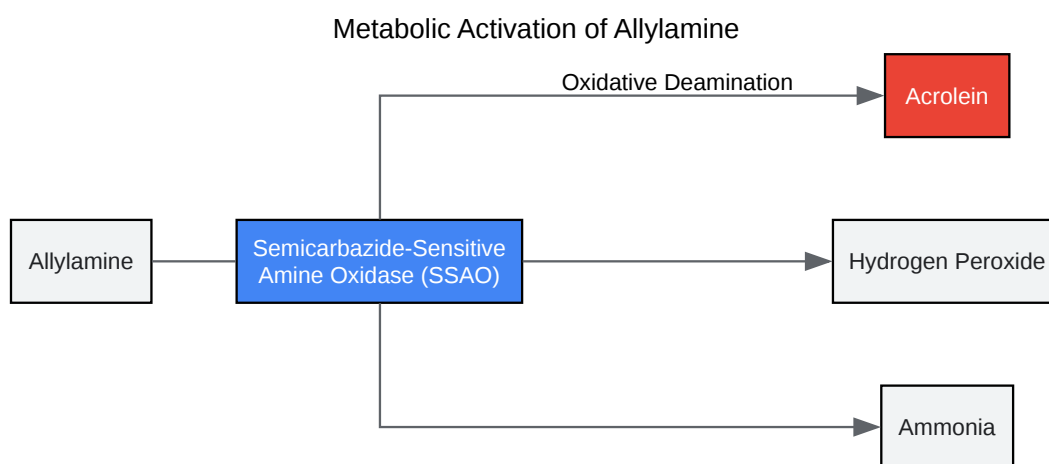 Metabolic Activation of Allylamine
Oxidative Deamination
Acrolein
Allylamine
Semicarbazide-Sensitive
Amine Oxidase (SSAO)
Hydrogen Peroxide
Ammonia